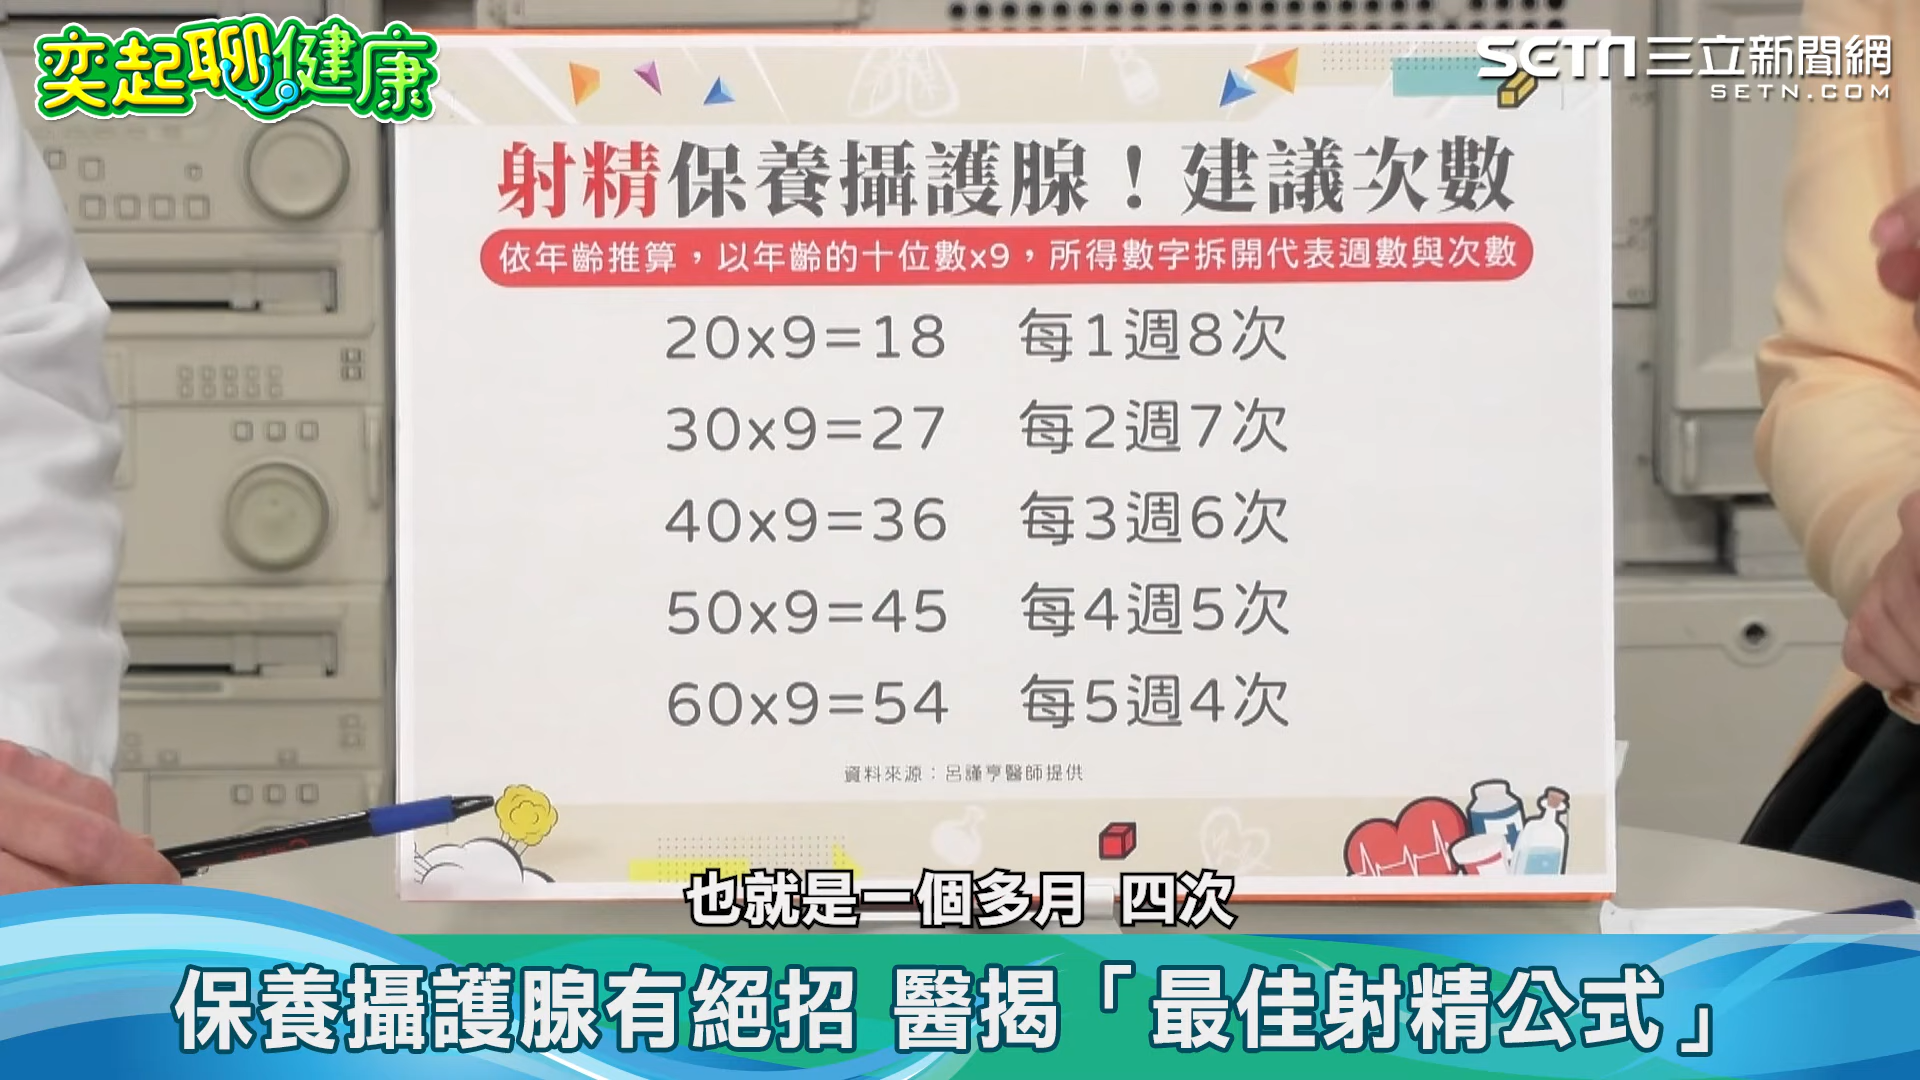 奕起聊健康
SETN三立新聞網
SETN.COM
射精保養攝護腺！建議次數
依年齡推算，以年齡的十位數x9，所得數字拆開代表週數與次數
20x9=18 每1週8次
30x9=27 每2週7次
40x9=36 每3週6次
50x9=45 每4週5次
60x9=54 每5週4次
資料來源：呂謹亨醫師提供
也就是一個多月 四次
保養攝護腺有絕招 醫揭「最佳射精公式」